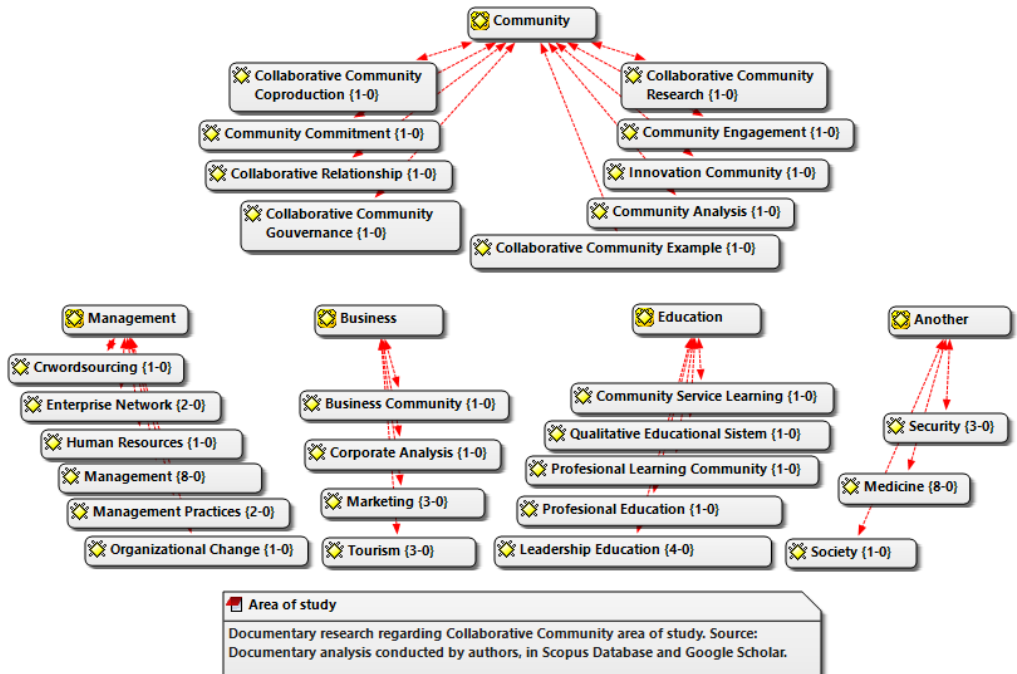 Community
Collaborative Community
Coproduction {1-0}
Collaborative Community
Research {1-0}
Community Commitment {1-0}
Community Engagement {1-0}
Collaborative Relationship {1-0}
Innovation Community {1-0}
Collaborative Community
Gouvernance {1-0}
Community Analysis {1-0}
Collaborative Community Example {1-0}
Management
Crwordsourcing {1-0}
Enterprise Network {2-0}
Human Resources {1-0}
Management {8-0}
Management Practices {2-0}
Organizational Change {1-0}
Business
Business Community {1-0}
Corporate Analysis {1-0}
Marketing {3-0}
Tourism {3-0}
Education
Community Service Learning {1-0}
Qualitative Educational Sistem {1-0}
Profesional Learning Community {1-0}
Profesional Education {1-0}
Leadership Education {4-0}
Another
Security {3-0}
Medicine {8-0}
Society {1-0}
Area of study
Documentary research regarding Collaborative Community area of study. Source:
Documentary analysis conducted by authors, in Scopus Database and Google Scholar.